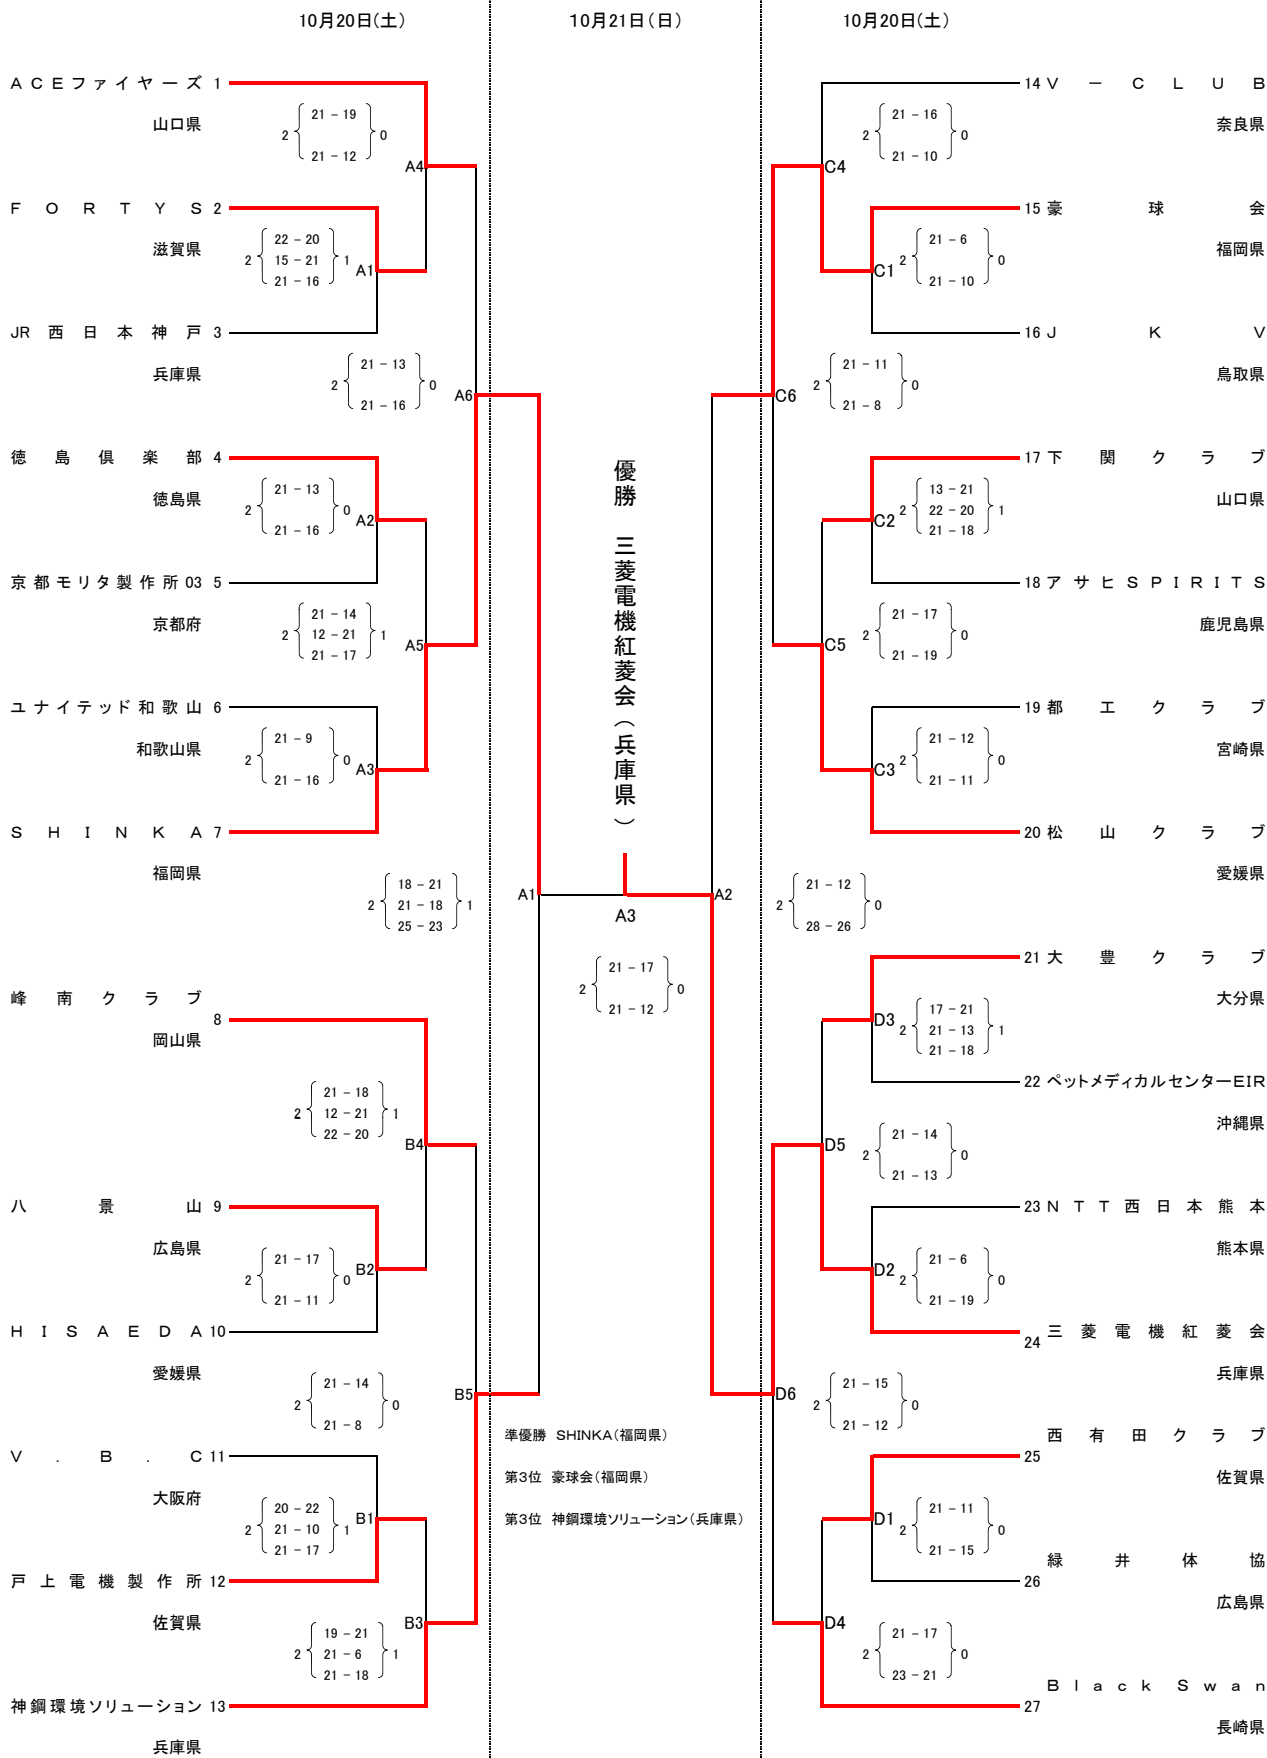 10月20日(土) 10月21日(日) 10月20日(土)
ACEファイヤーズ 1
山口県
2 21 - 19 0
21 - 12
A4
FORTYS 2
滋賀県
2 22 - 20 1
15 - 21
21 - 16
A1
JR西日本神戸 3
兵庫県
2 21 - 13 0
21 - 16
A6
徳島倶楽部 4
徳島県
2 21 - 13 0
21 - 16
A2
京都モリタ製作所03 5
京都府
2 21 - 14 1
12 - 21
21 - 17
A5
ユナイテッド和歌山 6
和歌山県
2 21 - 9 0
21 - 16
A3
SHINKA 7
福岡県
2 18 - 21 1
21 - 18
25 - 23
A1
峰南クラブ 8
岡山県
2 21 - 18 1
12 - 21
22 - 20
B4
八景山 9
広島県
2 21 - 17 0
21 - 11
B2
HISAEDA 10
愛媛県
2 21 - 14 0
21 - 8
B5
V.B.C 11
大阪府
2 20 - 22 1
21 - 10
21 - 17
B1
戸上電機製作所 12
佐賀県
2 19 - 21 1
21 - 6
21 - 18
B3
神鋼環境ソリューション 13
兵庫県
優勝 三菱電機紅菱会(兵庫県)
A3
2 21 - 17 0
21 - 12
準優勝 SHINKA(福岡県)
第3位 豪球会(福岡県)
第3位 神鋼環境ソリューション(兵庫県)
14 V-CLUB
奈良県
2 21 - 16 0
21 - 10
C4
15 豪球会
福岡県
C1
2 21 - 6 0
21 - 10
16 JKV
鳥取県
C6
2 21 - 11 0
21 - 8
17 下関クラブ
山口県
C2
2 13 - 21 1
22 - 20
21 - 18
18 アサヒSPIRITS
鹿児島県
C5
2 21 - 17 0
21 - 19
19 都エクラブ
宮崎県
C3
2 21 - 12 0
21 - 11
20 松山クラブ
愛媛県
A2
2 21 - 12 0
28 - 26
21 大豊クラブ
大分県
D3
2 17 - 21 1
21 - 13
21 - 18
22 ペットメディカルセンターEIR
沖縄県
D5
2 21 - 14 0
21 - 13
23 NTT西日本熊本
熊本県
D2
2 21 - 6 0
21 - 19
24 三菱電機紅菱会
兵庫県
D6
2 21 - 15 0
21 - 12
25 西有田クラブ
佐賀県
D1
2 21 - 11 0
21 - 15
26 緑井体協
広島県
D4
2 21 - 17 0
23 - 21
27 Black Swan
長崎県